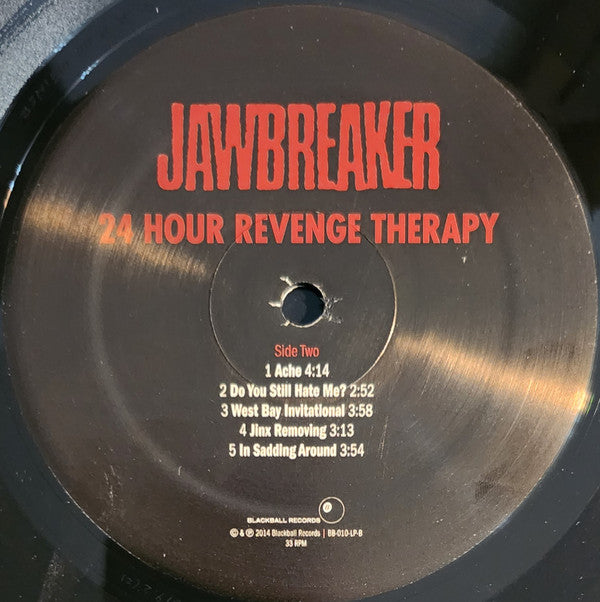 JAWBREAKER
24 HOUR REVENGE THERAPY
Side Two
1 Ache 4:14
2 Do You Still Hate Me? 2:52
3 West Bay Invitational 3:58
4 Jinx Removing 3:13
5 In Sadding Around 3:54
BLACKBALL RECORDS
© & ℗ 2014 Blackball Records | BB-010-LP-B
33 RPM